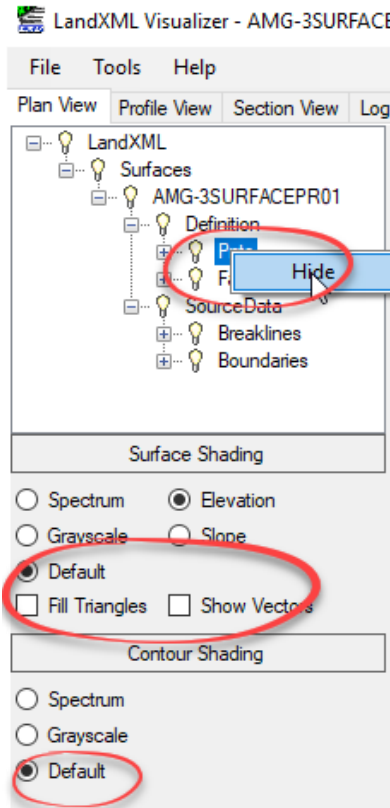 LandXML Visualizer - AMG-3SURFACE
File Tools Help
Plan View Profile View Section View Log
LandXML
Surfaces
AMG-3SURFACEPR01
Definition
Pnts
Hide
SourceData
Breaklines
Boundaries
Surface Shading
Spectrum Elevation
Grayscale Slope
Default
Fill Triangles Show Vectors
Contour Shading
Spectrum
Grayscale
Default